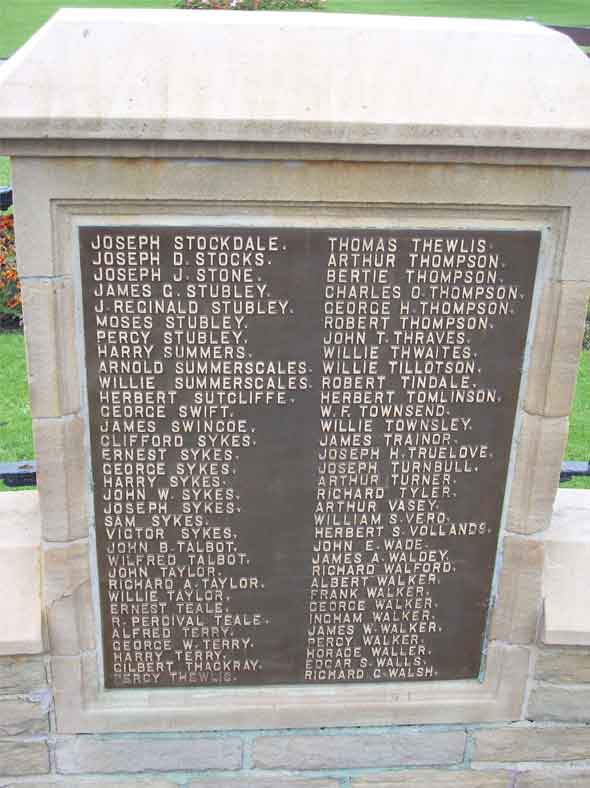 JOSEPH STOCKDALE.
JOSEPH D. STOCKS.
JOSEPH J. STONE.
JAMES G. STUBLEY.
J. REGINALD STUBLEY.
MOSES STUBLEY.
PERCY STUBLEY.
HARRY SUMMERS.
ARNOLD SUMMERSCALES.
WILLIE SUMMERSCALES.
HERBERT SUTCLIFFE.
GEORGE SWIFT.
JAMES SWINCOE.
CLIFFORD SYKES.
ERNEST SYKES.
GEORGE SYKES.
HARRY SYKES.
JOHN W. SYKES.
JOSEPH SYKES.
SAM SYKES.
VICTOR SYKES.
JOHN B. TALBOT.
WILFRED TALBOT.
JOHN TAYLOR.
RICHARD A. TAYLOR.
WILLIE TAYLOR.
ERNEST TEALE.
R. PERCIVAL TEALE.
ALFRED TERRY.
GEORGE W. TERRY.
HARRY TERRY.
GILBERT THACKRAY.
PERCY THEWLIS.
THOMAS THEWLIS.
ARTHUR THOMPSON.
BERTIE THOMPSON.
CHARLES O. THOMPSON.
GEORGE H. THOMPSON.
ROBERT THOMPSON.
JOHN T. THRAVES.
WILLIE THWAITES.
WILLIE TILLOTSON.
ROBERT TINDALE.
HERBERT TOMLINSON.
W. F. TOWNSEND.
WILLIE TOWNSLEY.
JAMES TRAINOR.
JOSEPH H. TRUELOVE.
JOSEPH TURNBULL.
ARTHUR TURNER.
RICHARD TYLER.
ARTHUR VASEY.
WILLIAM S. VERO.
HERBERT S. VOLLANDS.
JOHN E. WADE.
JAMES A. WALDEY.
RICHARD WALFORD.
ALBERT WALKER.
FRANK WALKER.
GEORGE WALKER.
INGHAM WALKER.
JAMES W. WALKER.
PERCY WALKER.
HORACE WALLER.
EDGAR S. WALLS.
RICHARD C. WALSH.